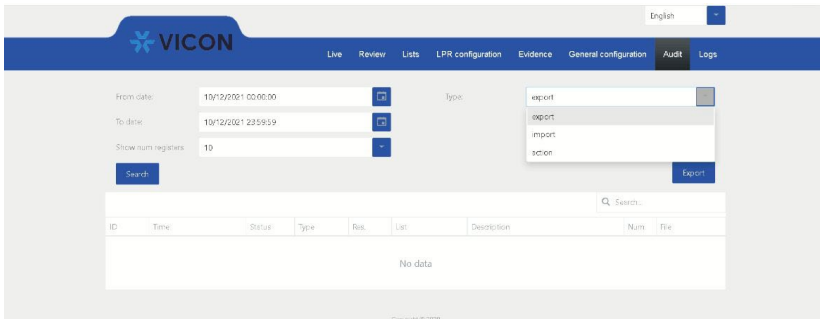 English
VICON
Live Review Lists LPR configuration Evidence General configuration Audit Logs
From date: 10/12/2021 00:00:00 Type: export
export
To date: 10/12/2021 23:59:59
import
Show num registers 10
action
Search Export
Search...
ID Time Status Type Res. List Description Num File
No data